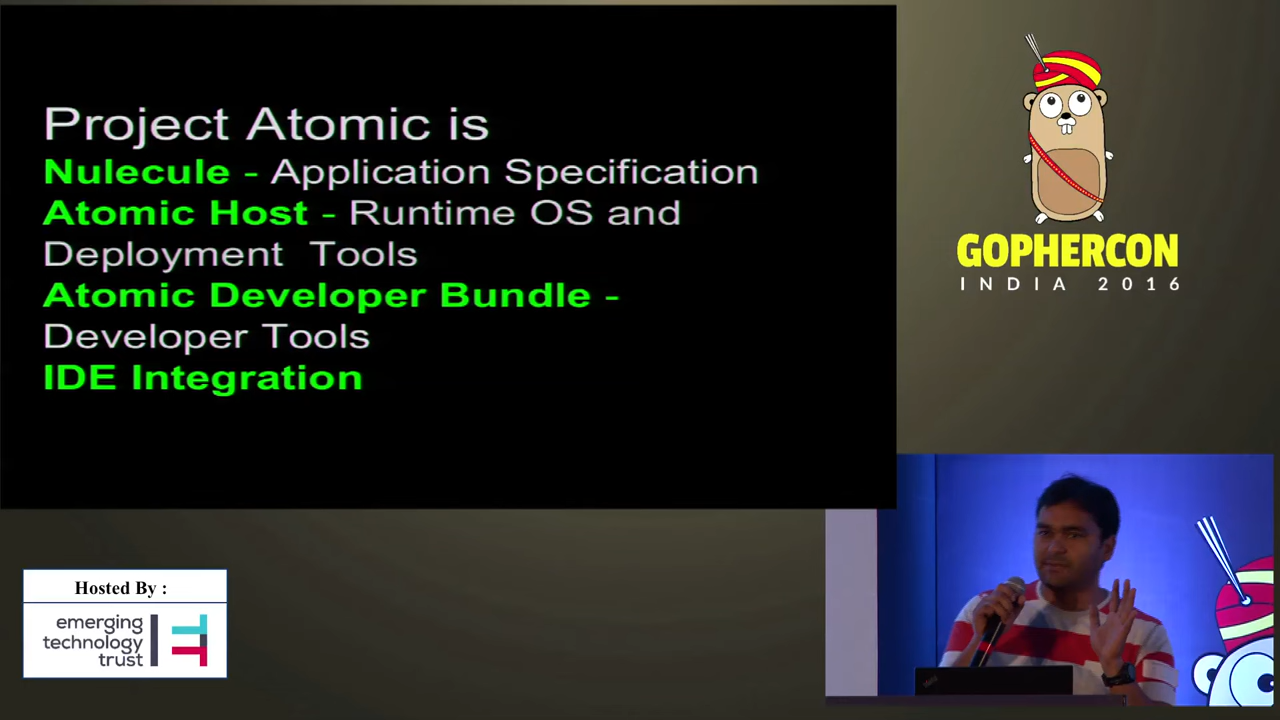 Project Atomic is
Nulecule - Application Specification
Atomic Host - Runtime OS and
Deployment Tools
Atomic Developer Bundle -
Developer Tools
IDE Integration
GOPHERCON
INDIA 2016
Hosted By :
emerging
technology
trust